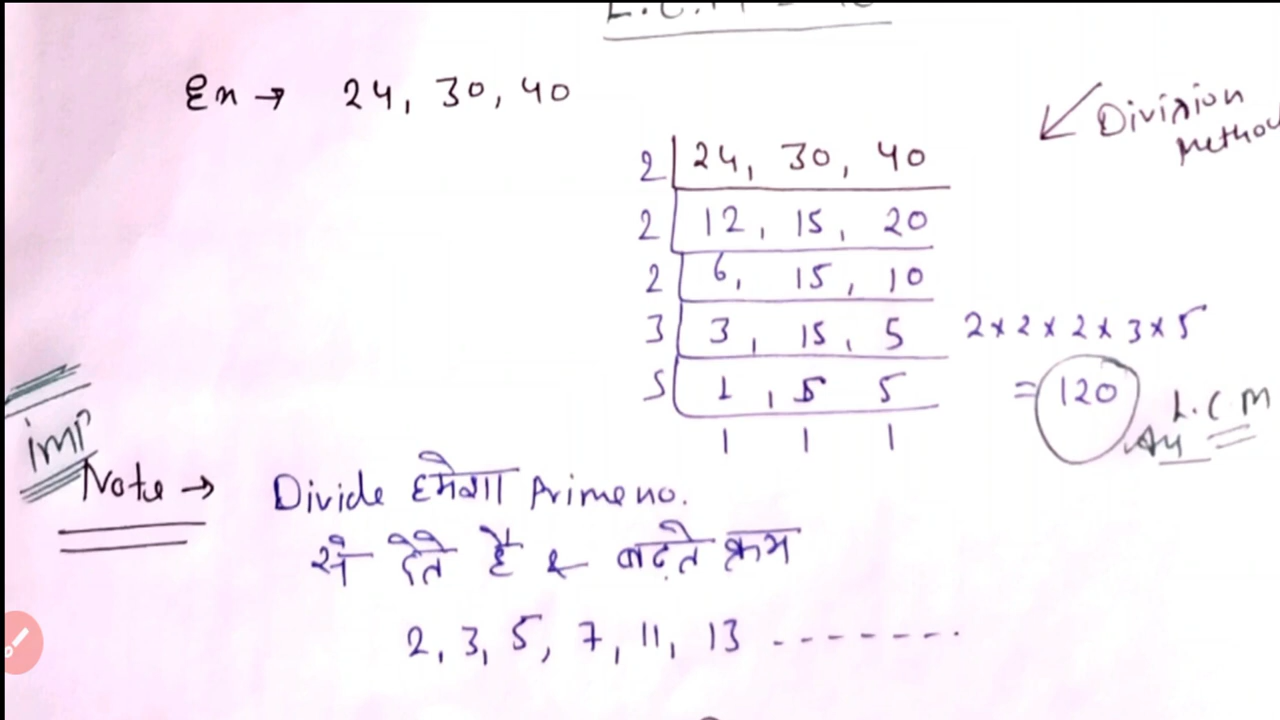 Ex → 24, 30, 40
Division
Metho
2 | 24, 30, 40
2 | 12, 15, 20
2 | 6, 15, 10
3 | 3, 15, 5 2×2×2×3×5
5 | 1, 5 5 = 120 L.C.M
1 1 1 Ans
imp
Note → Divide हमेशा Prime no.
से देते हैं & बढ़ते क्रम
2, 3, 5, 7, 11, 13 -------.